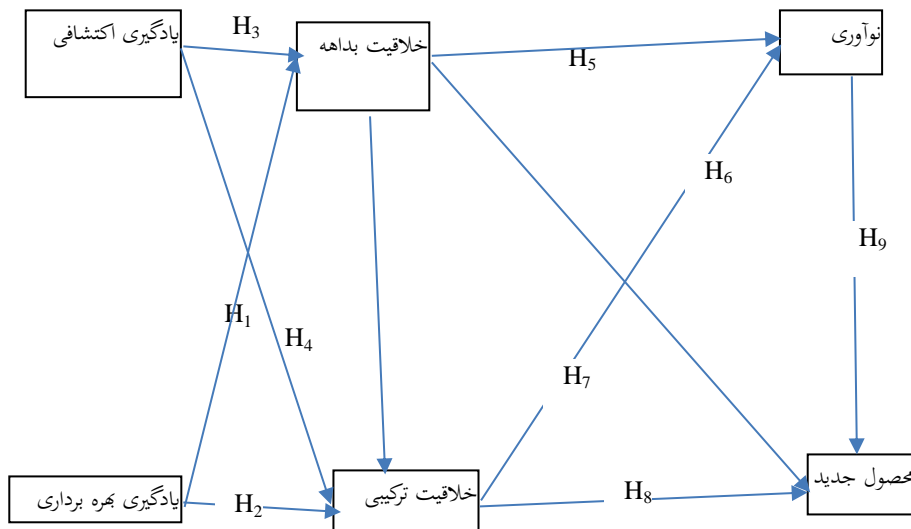 یادگیری اکتشافی
H₃
خلاقیت بداهه
H₅
نوآوری
H₆
H₉
H₁
H₄
H₇
یادگیری بهره برداری
H₂
خلاقیت ترکیبی
H₈
محصول جدید